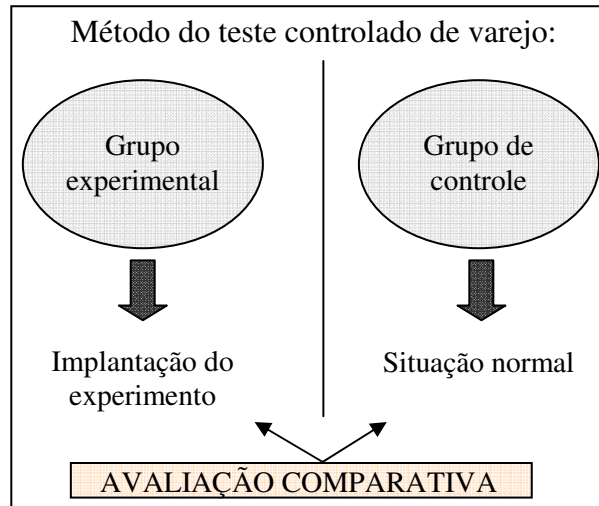 Método do teste controlado de varejo:
Grupo
experimental
Grupo de
controle
Implantação do
experimento
Situação normal
AVALIAÇÃO COMPARATIVA